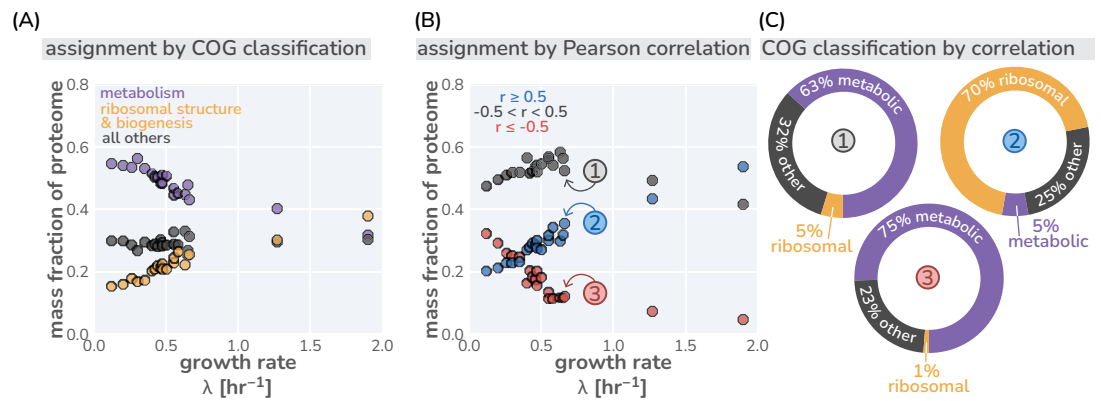 (A)
assignment by COG classification
0.8
0.6
0.4
0.2
0.0
mass fraction of proteome
metabolism
ribosomal structure
& biogenesis
all others
0.0 0.5 1.0 1.5 2.0
growth rate
λ [hr⁻¹]
(B)
assignment by Pearson correlation
0.8
0.6
0.4
0.2
0.0
mass fraction of proteome
r ≥ 0.5
-0.5 < r < 0.5
r ≤ -0.5
1
2
3
0.0 0.5 1.0 1.5 2.0
growth rate
λ [hr⁻¹]
(C)
COG classification by correlation
63% metabolic
32% other
1
5%
ribosomal
70% ribosomal
2
25% other
5%
metabolic
75% metabolic
3
23% other
1%
ribosomal